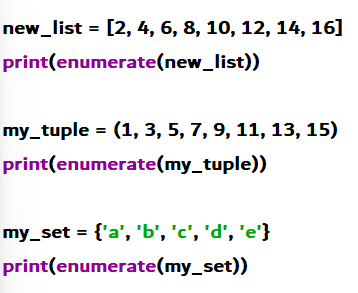 new_list = [2, 4, 6, 8, 10, 12, 14, 16]
print(enumerate(new_list))
my_tuple = (1, 3, 5, 7, 9, 11, 13, 15)
print(enumerate(my_tuple))
my_set = {'a', 'b', 'c', 'd', 'e'}
print(enumerate(my_set))